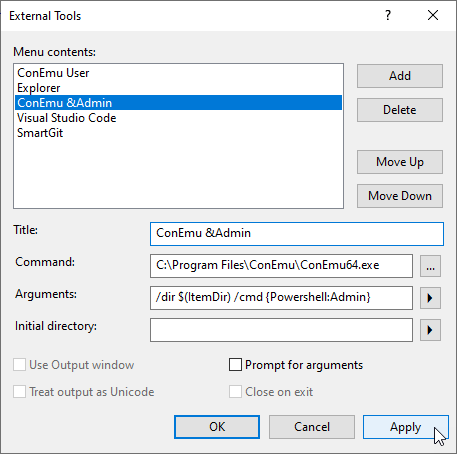 External Tools
?
Menu contents:
ConEmu User
Explorer
ConEmu &Admin
Visual Studio Code
SmartGit
Add
Delete
Move Up
Move Down
Title:
ConEmu &Admin
Command:
C:\Program Files\ConEmu\ConEmu64.exe
...
Arguments:
/dir $(ItemDir) /cmd {Powershell:Admin}
Initial directory:
Use Output window
Prompt for arguments
Treat output as Unicode
Close on exit
OK
Cancel
Apply